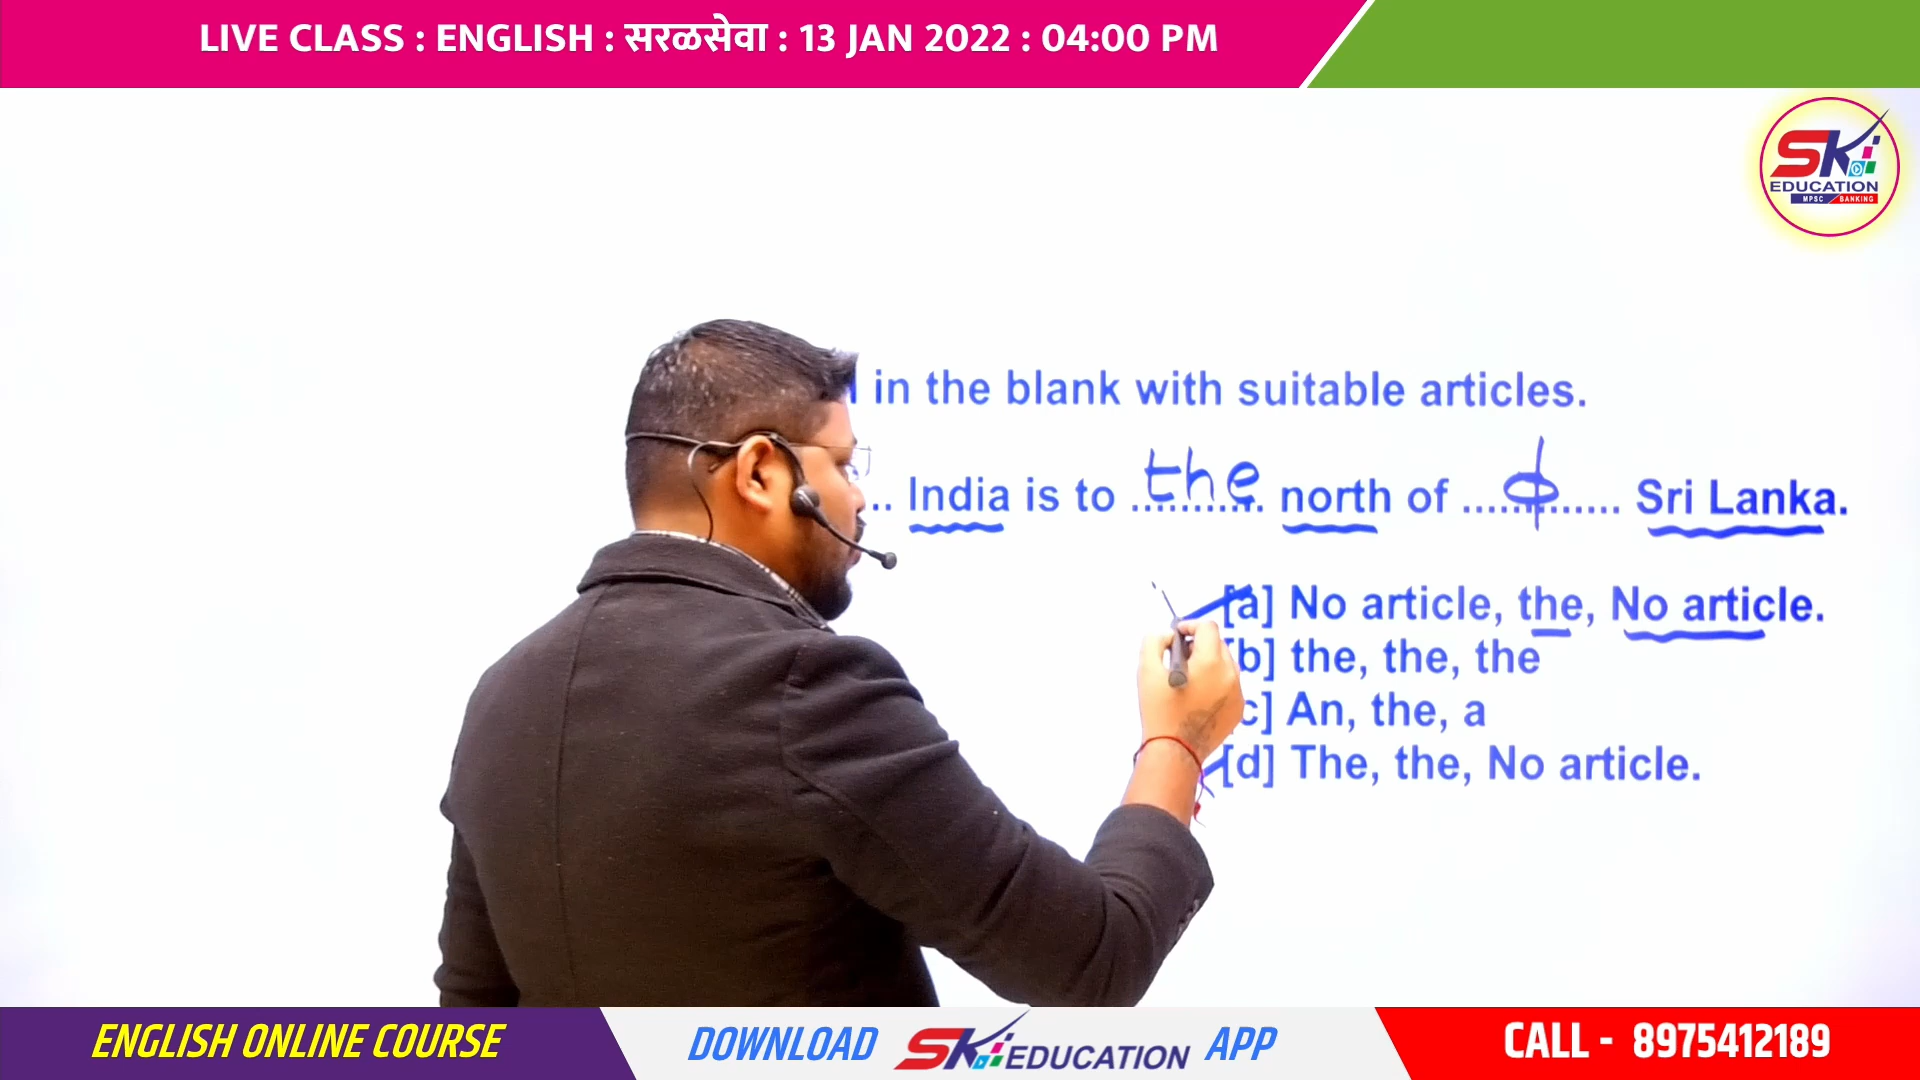 LIVE CLASS : ENGLISH : सरळसेवा : 13 JAN 2022 : 04:00 PM
SK
EDUCATION
MPSC BANKING
in the blank with suitable articles.
.. India is to ..the.. north of ............ Sri Lanka.
[a] No article, the, No article.
[b] the, the, the
c] An, the, a
[d] The, the, No article.
ENGLISH ONLINE COURSE
DOWNLOAD SK EDUCATION APP
CALL - 8975412189